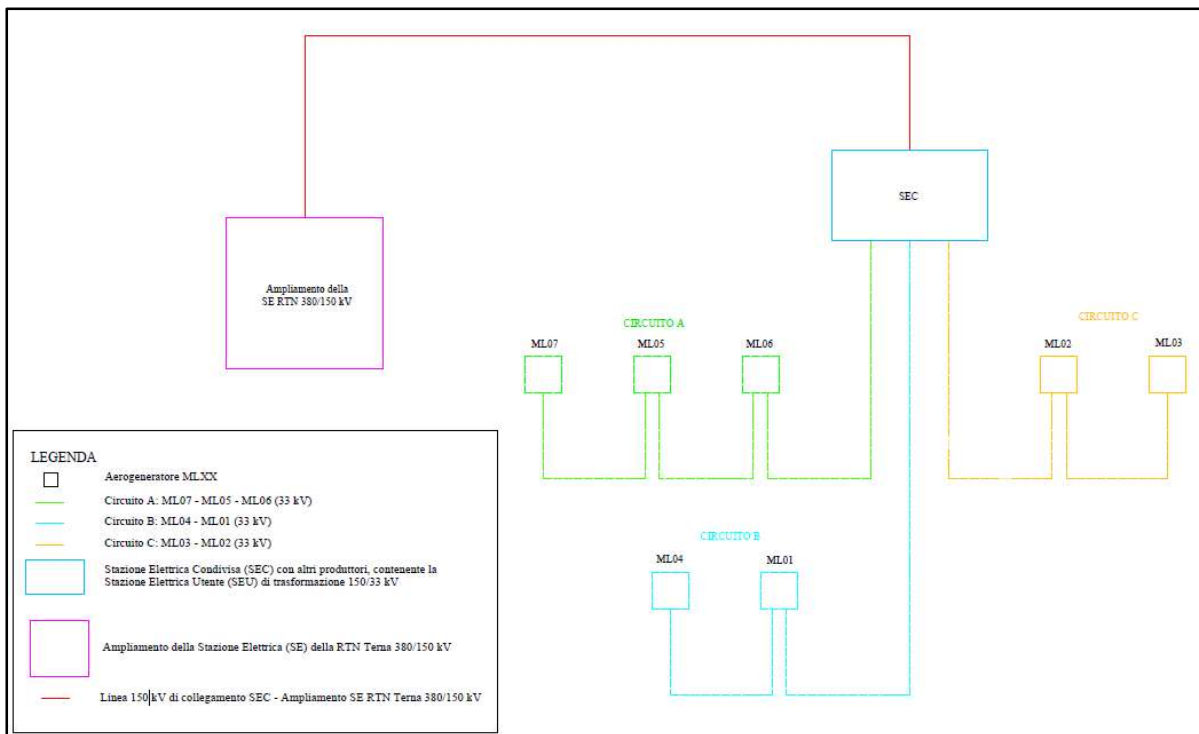 SEC
Ampliamento della
SE RTN 380/150 kV
CIRCUITO A
CIRCUITO C
ML07
ML05
ML06
ML02
ML03
CIRCUITO B
ML04
ML01
LEGENDA
Aerogeneratore MLXX
Circuito A: ML07 - ML05 - ML06 (33 kV)
Circuito B: ML04 - ML01 (33 kV)
Circuito C: ML03 - ML02 (33 kV)
Stazione Elettrica Condivisa (SEC) con altri produttori, contenente la
Stazione Elettrica Utente (SEU) di trasformazione 150/33 kV
Ampliamento della Stazione Elettrica (SE) della RTN Terna 380/150 kV
Linea 150 kV di collegamento SEC - Ampliamento SE RTN Terna 380/150 kV